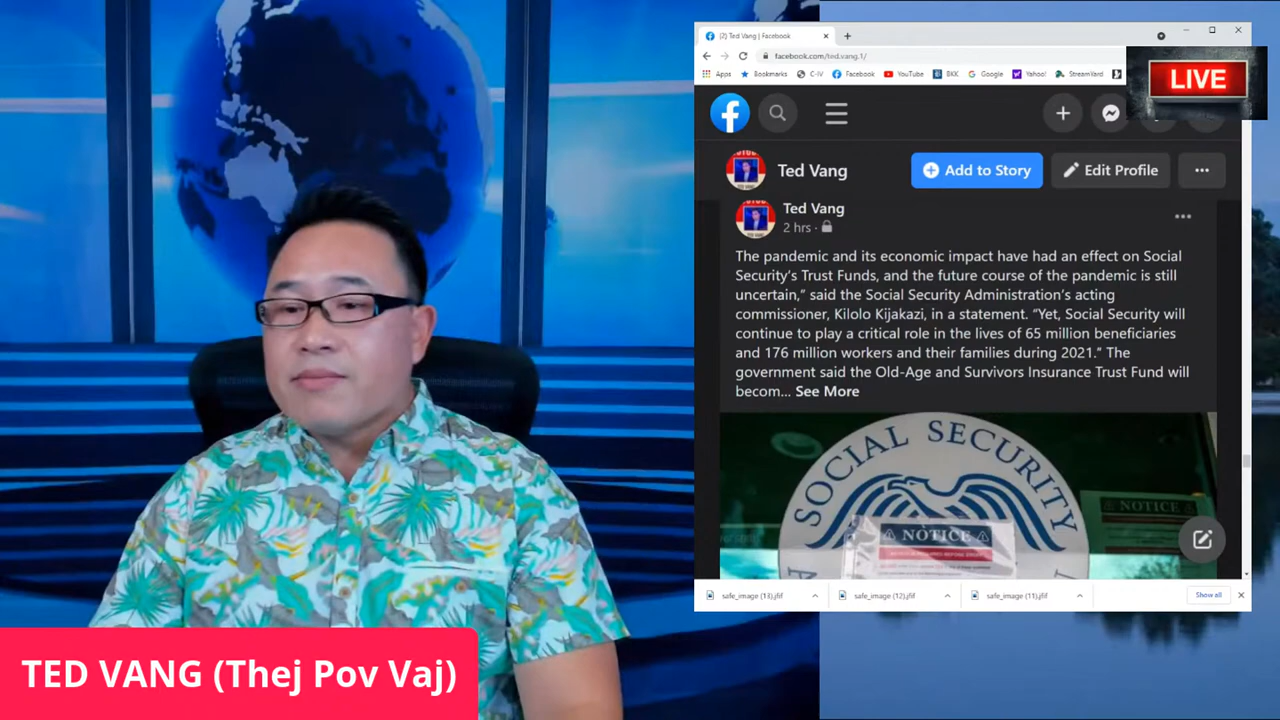 (2) Ted Vang | Facebook
facebook.com/ted.vang.1/
Apps Bookmarks C-IV Facebook YouTube BKK Google Yahoo! StreamYard
LIVE
Ted Vang
Add to Story
Edit Profile
Ted Vang
2 hrs ·
The pandemic and its economic impact have had an effect on Social
Security's Trust Funds, and the future course of the pandemic is still
uncertain,” said the Social Security Administration's acting
commissioner, Kilolo Kijakazi, in a statement. “Yet, Social Security will
continue to play a critical role in the lives of 65 million beneficiaries
and 176 million workers and their families during 2021.” The
government said the Old-Age and Survivors Insurance Trust Fund will
becom... See More
SOCIAL SECURITY
NOTICE
NOTICE
safe_image (13).jfif
safe_image (12).jfif
safe_image (11).jfif
Show all
TED VANG (Thej Pov Vaj)